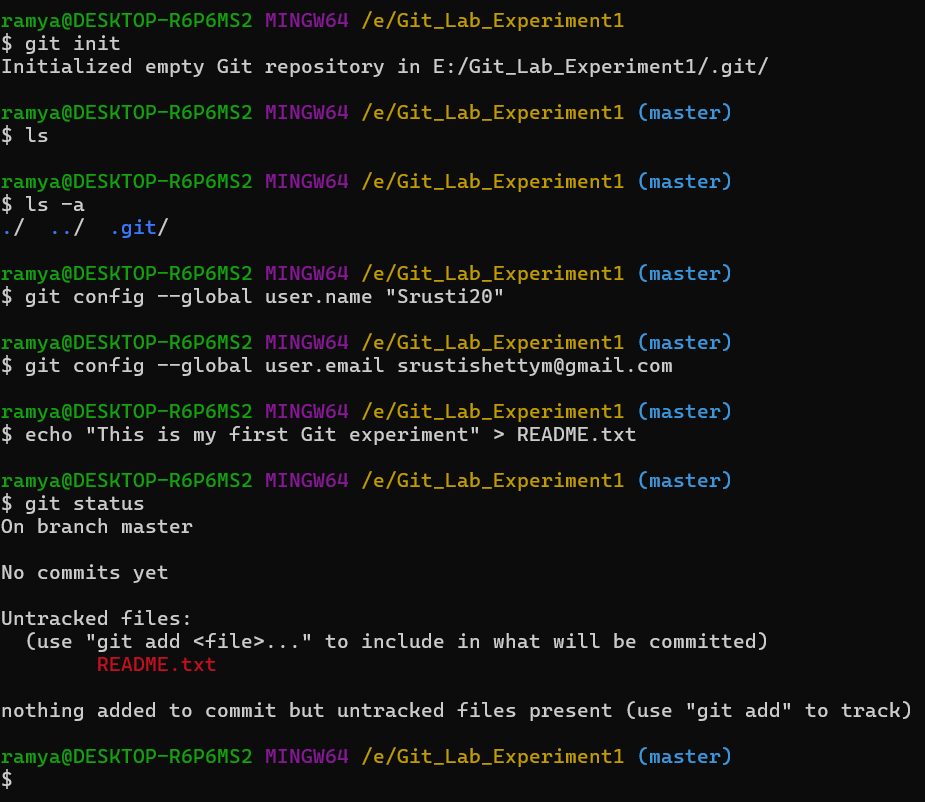 ramya@DESKTOP-R6P6MS2 MINGW64 /e/Git_Lab_Experiment1
$ git init
Initialized empty Git repository in E:/Git_Lab_Experiment1/.git/
ramya@DESKTOP-R6P6MS2 MINGW64 /e/Git_Lab_Experiment1 (master)
$ ls
ramya@DESKTOP-R6P6MS2 MINGW64 /e/Git_Lab_Experiment1 (master)
$ ls -a
./  ../  .git/
ramya@DESKTOP-R6P6MS2 MINGW64 /e/Git_Lab_Experiment1 (master)
$ git config --global user.name "Srusti20"
ramya@DESKTOP-R6P6MS2 MINGW64 /e/Git_Lab_Experiment1 (master)
$ git config --global user.email srustishettym@gmail.com
ramya@DESKTOP-R6P6MS2 MINGW64 /e/Git_Lab_Experiment1 (master)
$ echo "This is my first Git experiment" > README.txt
ramya@DESKTOP-R6P6MS2 MINGW64 /e/Git_Lab_Experiment1 (master)
$ git status
On branch master
No commits yet
Untracked files:
  (use "git add <file>..." to include in what will be committed)
        README.txt
nothing added to commit but untracked files present (use "git add" to track)
ramya@DESKTOP-R6P6MS2 MINGW64 /e/Git_Lab_Experiment1 (master)
$